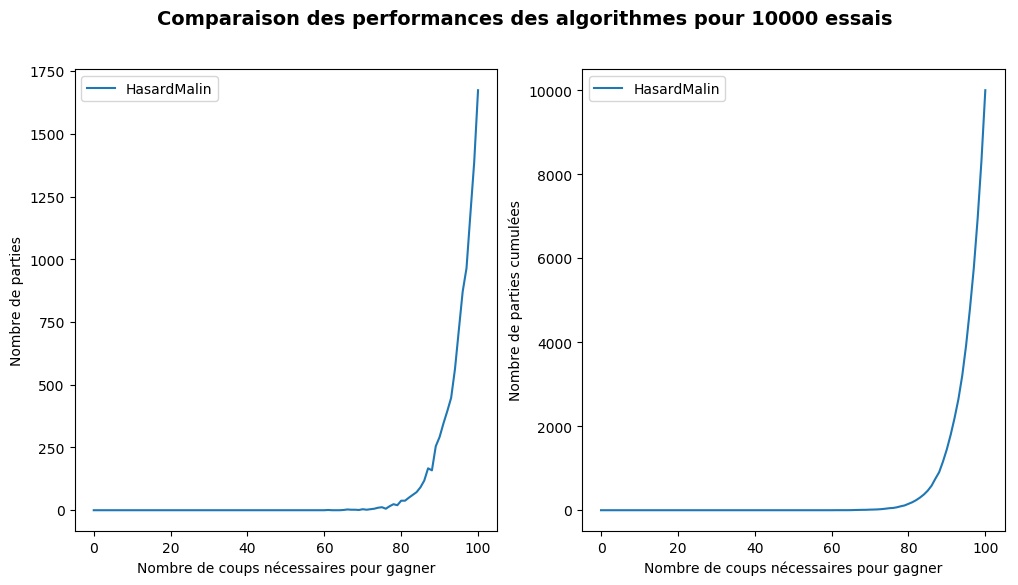 Comparaison des performances des algorithmes pour 10000 essais
HasardMalin
Nombre de parties
1750
1500
1250
1000
750
500
250
0
0 20 40 60 80 100
Nombre de coups nécessaires pour gagner
HasardMalin
Nombre de parties cumulées
10000
8000
6000
4000
2000
0
0 20 40 60 80 100
Nombre de coups nécessaires pour gagner